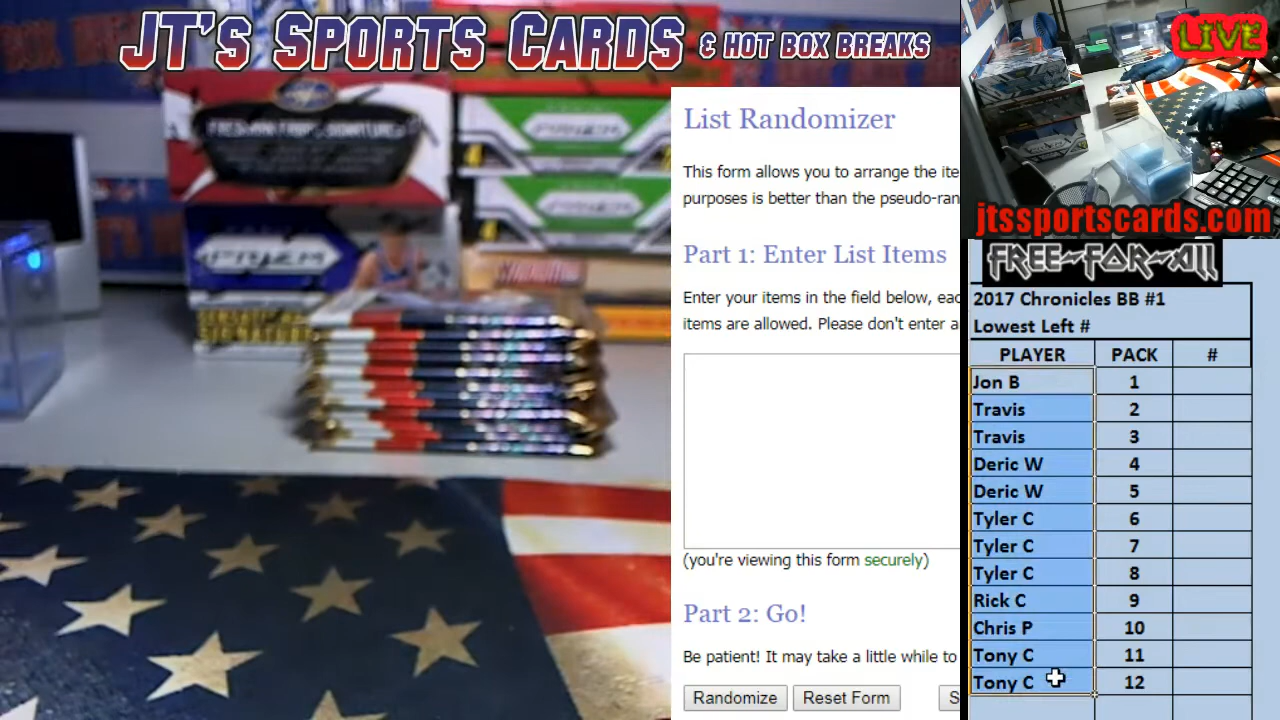 JT's Sports Cards & Hot Box Breaks
LIVE
jtssportscards.com
FREE-FOR-ALL
2017 Chronicles BB #1
Lowest Left #
PLAYER PACK #
Jon B 1
Travis 2
Travis 3
Deric W 4
Deric W 5
Tyler C 6
Tyler C 7
Tyler C 8
Rick C 9
Chris P 10
Tony C 11
Tony C 12
List Randomizer
This form allows you to arrange the ite
purposes is better than the pseudo-ran
Part 1: Enter List Items
Enter your items in the field below, eac
items are allowed. Please don't enter a
(you're viewing this form securely)
Part 2: Go!
Be patient! It may take a little while to
Randomize Reset Form S
PRIZM
PRIZM
4
4